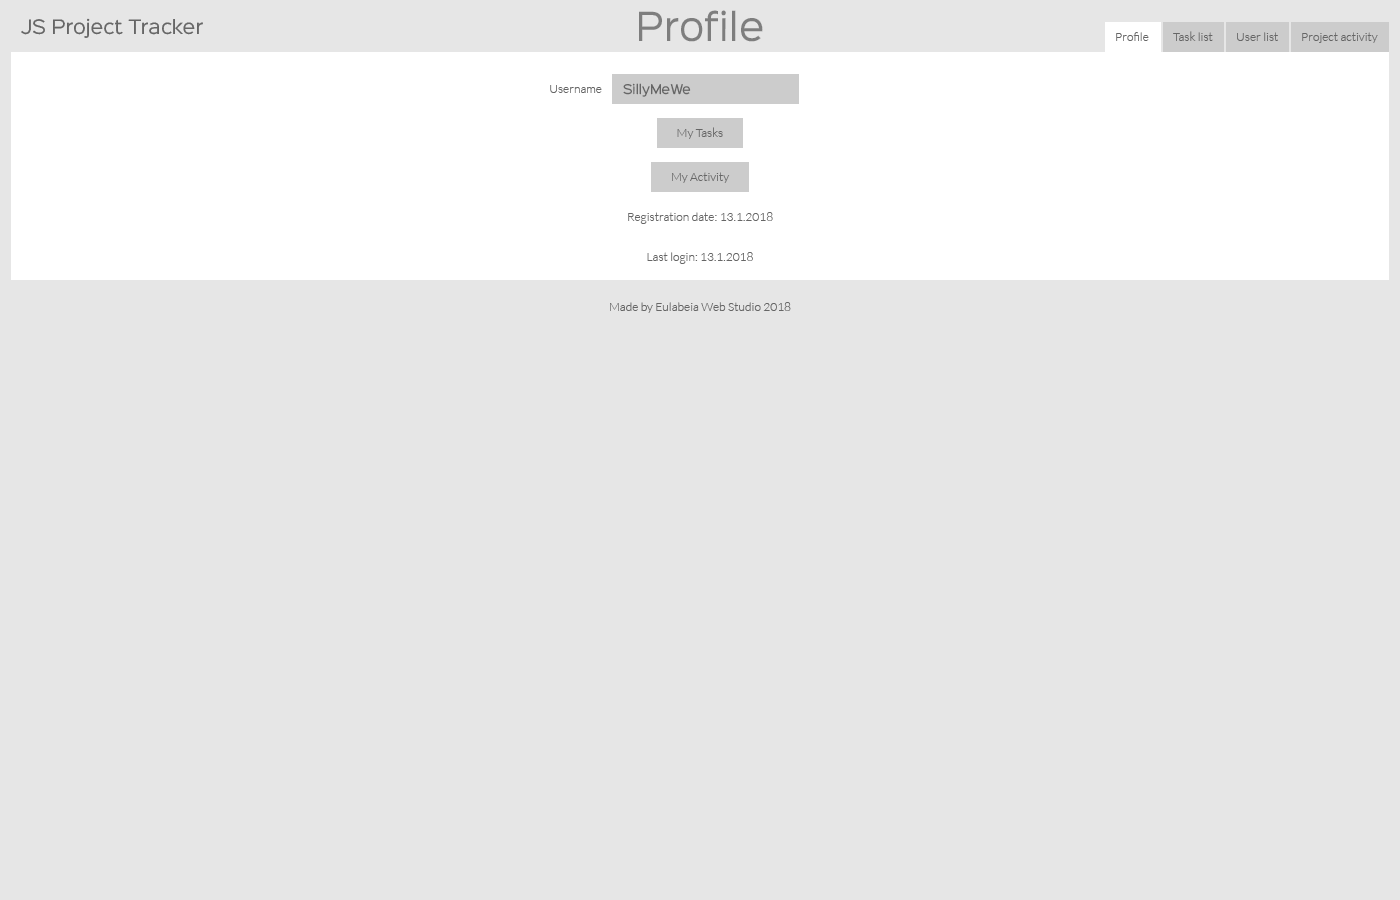 JS Project Tracker
Profile
Profile
Task list
User list
Project activity
Username
SillyMeWe
My Tasks
My Activity
Registration date: 13.1.2018
Last login: 13.1.2018
Made by Eulabeia Web Studio 2018